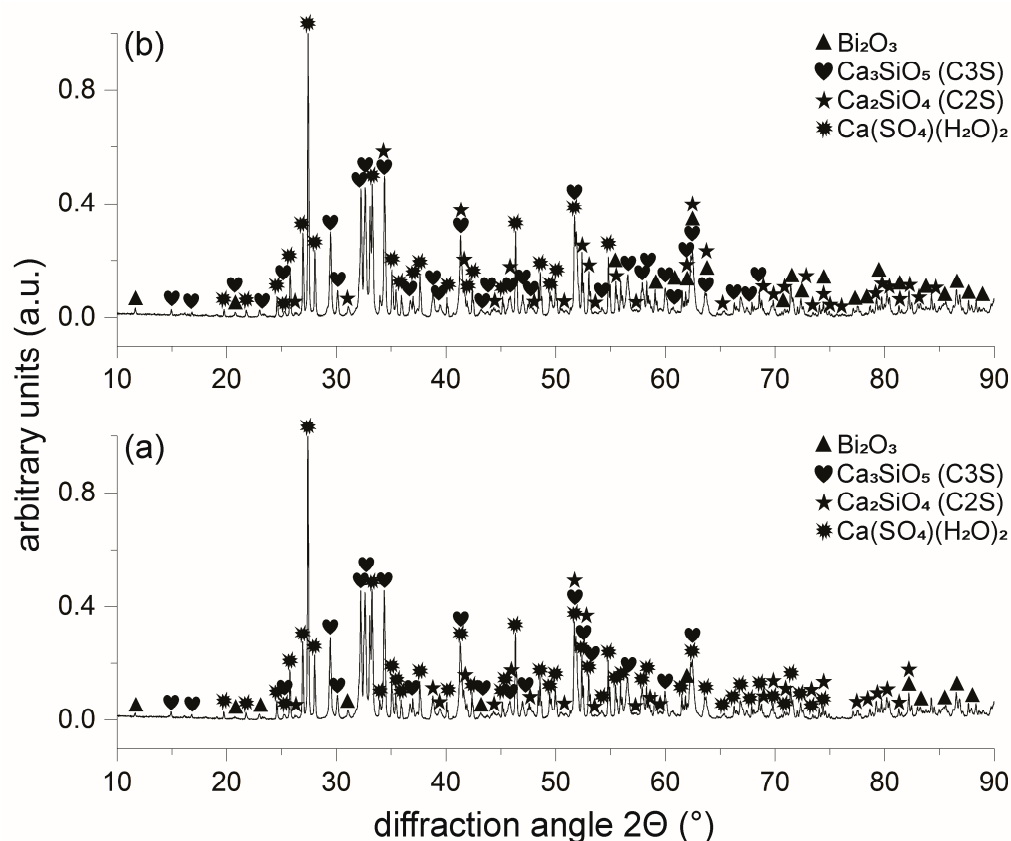 (b)
Bi₂O₃
Ca₃SiO₅ (C3S)
Ca₂SiO₄ (C2S)
Ca(SO₄)(H₂O)₂
0.8
0.4
0.0
10 20 30 40 50 60 70 80 90
arbitrary units (a.u.)
(a)
Bi₂O₃
Ca₃SiO₅ (C3S)
Ca₂SiO₄ (C2S)
Ca(SO₄)(H₂O)₂
0.8
0.4
0.0
10 20 30 40 50 60 70 80 90
diffraction angle 2Θ (°)